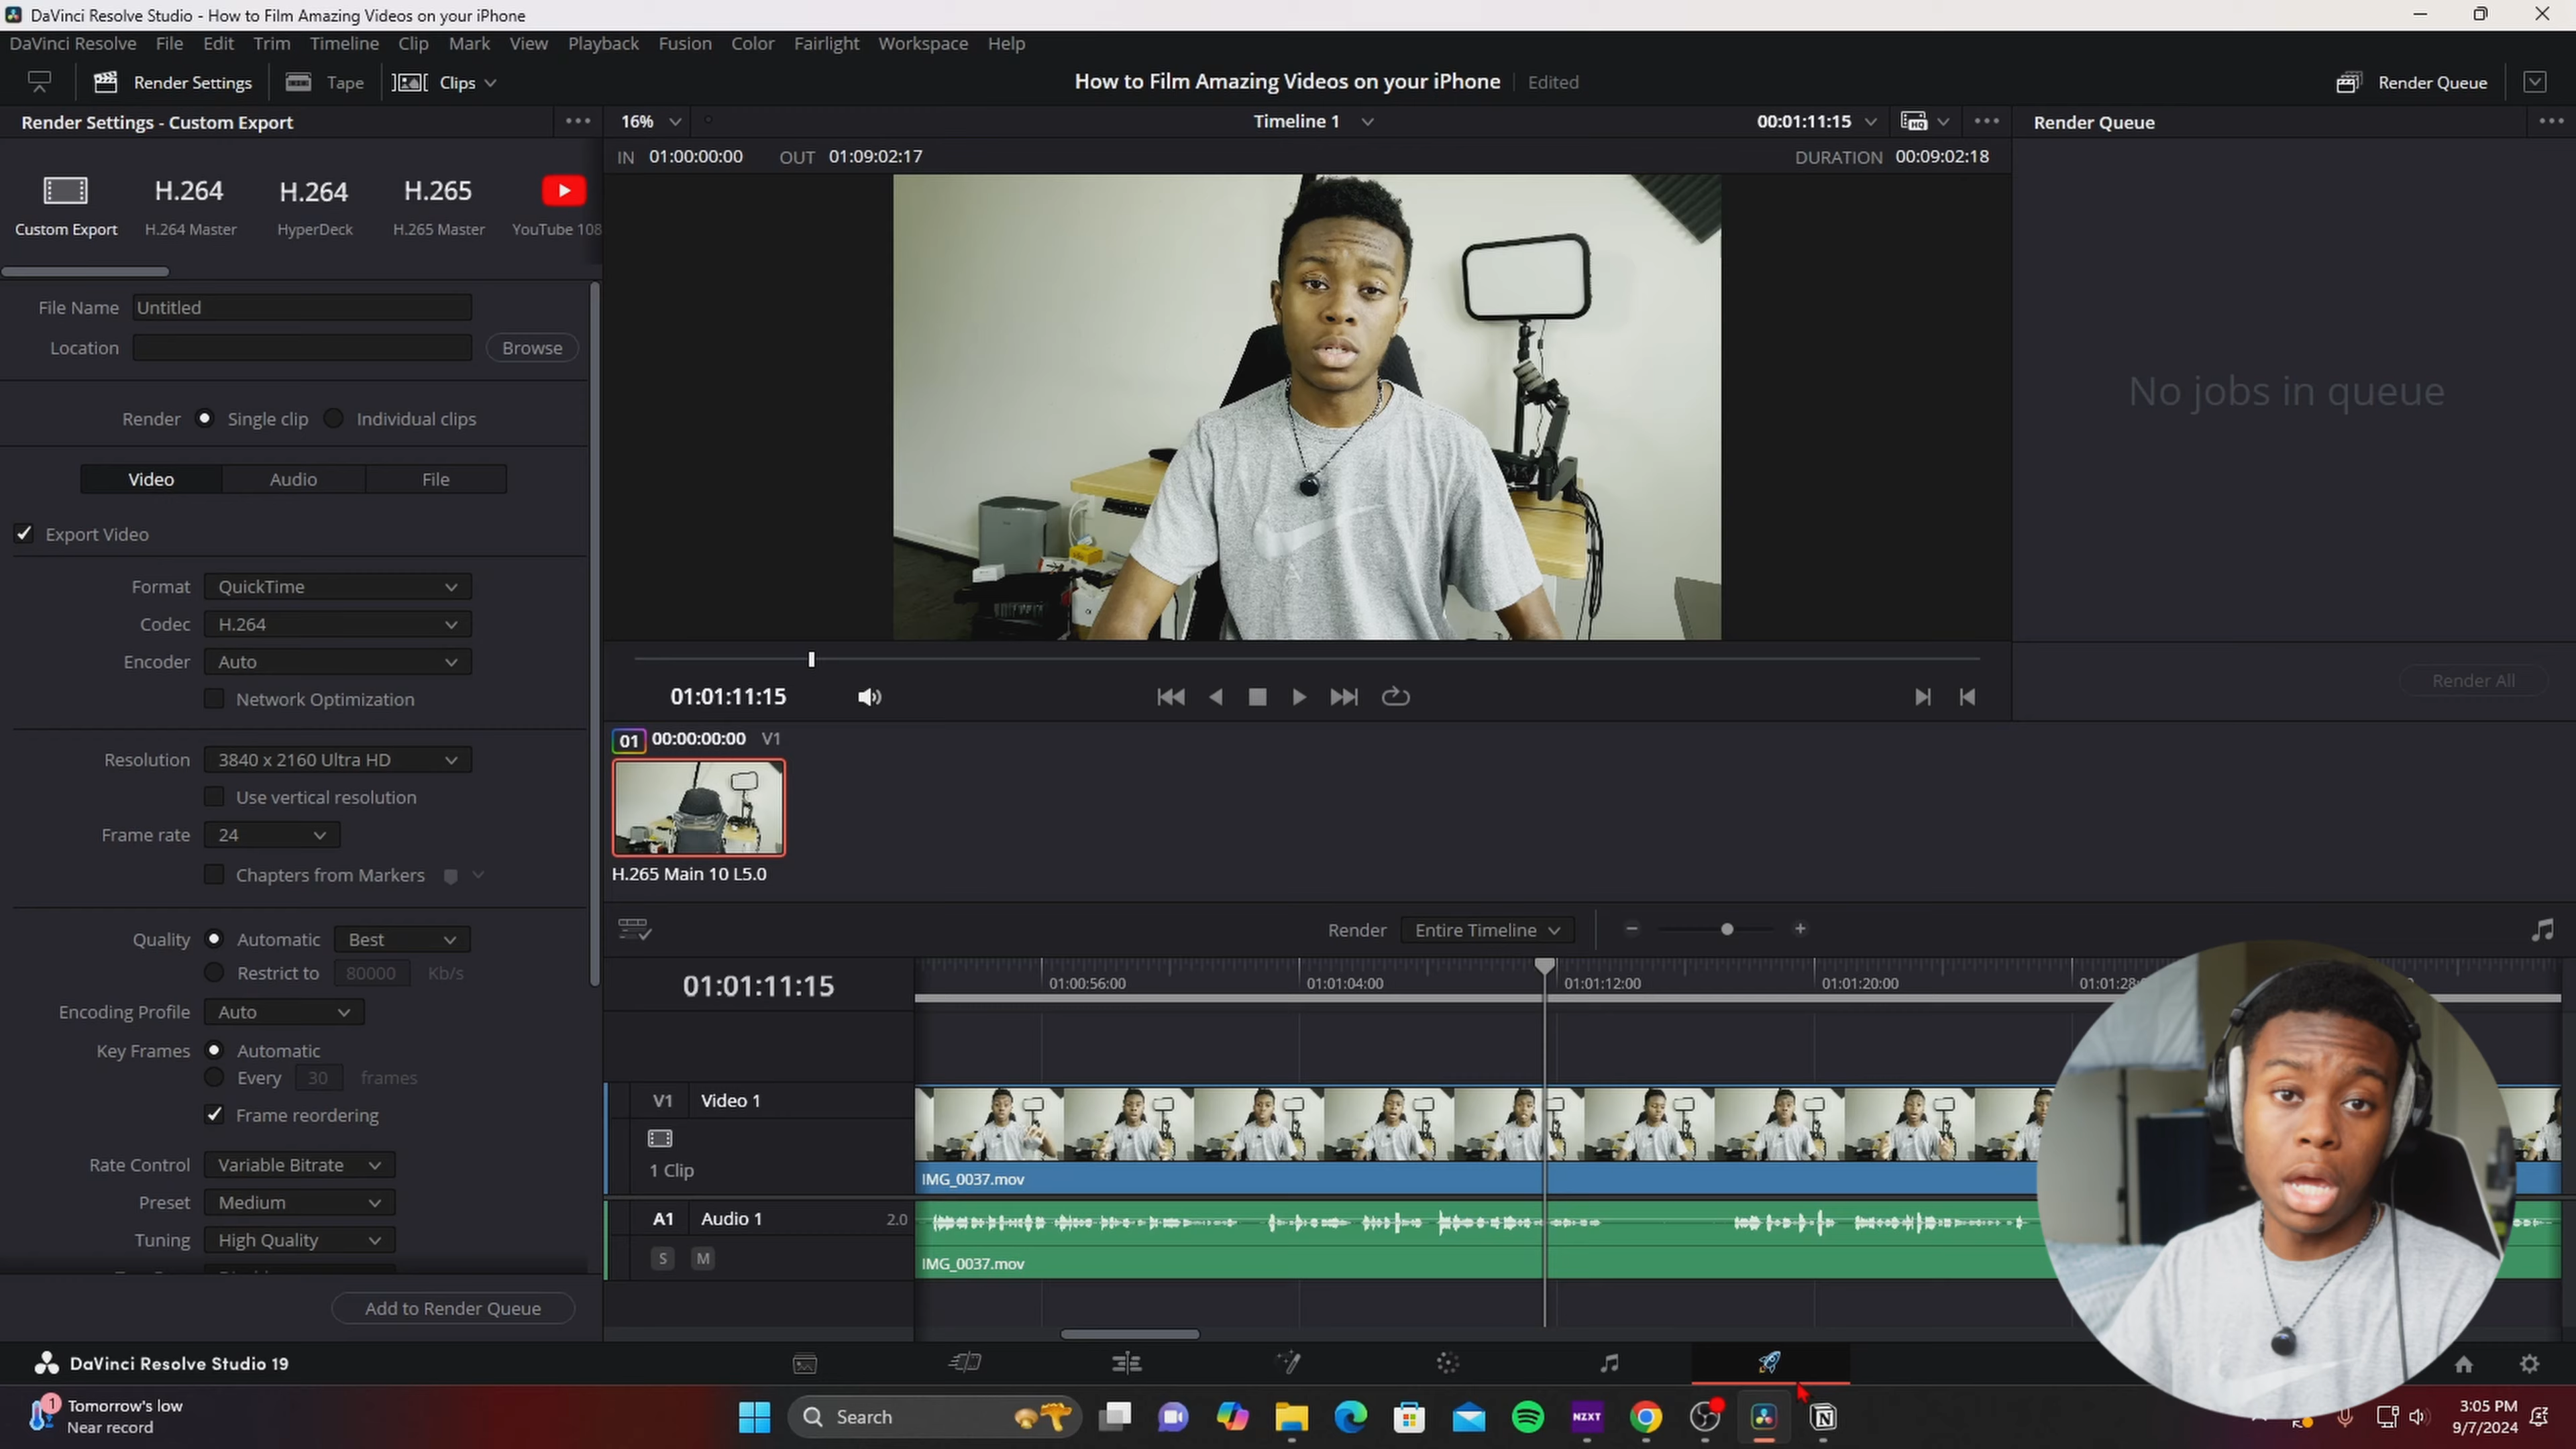 DaVinci Resolve Studio - How to Film Amazing Videos on your iPhone
DaVinci Resolve File Edit Trim Timeline Clip Mark View Playback Fusion Color Fairlight Workspace Help
Render Settings Tape Clips How to Film Amazing Videos on your iPhone Edited Render Queue
Render Settings - Custom Export 16% Timeline 1 00:01:11:15 HQ Render Queue
IN 01:00:00:00 OUT 01:09:02:17 DURATION 00:09:02:18
H.264 H.264 H.265
Custom Export H.264 Master HyperDeck H.265 Master YouTube 108
File Name Untitled
Location Browse
No jobs in queue
Render Single clip Individual clips
Video Audio File
Export Video
Format QuickTime
Codec H.264
Encoder Auto
Render All
Network Optimization 01:01:11:15
01 00:00:00:00 V1
Resolution 3840 x 2160 Ultra HD
Use vertical resolution
Frame rate 24
Chapters from Markers H.265 Main 10 L5.0
Quality Automatic Best Render Entire Timeline
Restrict to 80000 Kb/s
01:01:11:15 01:00:56:00 01:01:04:00 01:01:12:00 01:01:20:00 01:01:28
Encoding Profile Auto
Key Frames Automatic
Every 30 frames
V1 Video 1
Frame reordering
Rate Control Variable Bitrate 1 Clip IMG_0037.mov
Preset Medium
A1 Audio 1 2.0
Tuning High Quality
S M IMG_0037.mov
Add to Render Queue
DaVinci Resolve Studio 19
1 Tomorrow's low
Near record
Search NZXT
3:05 PM
9/7/2024